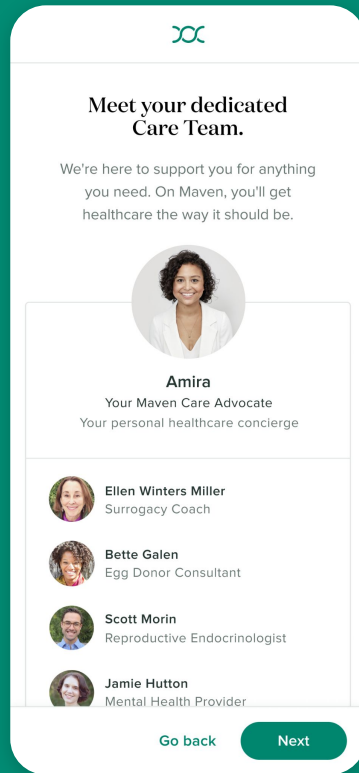 Meet your dedicated
Care Team.
We're here to support you for anything
you need. On Maven, you'll get
healthcare the way it should be.
Amira
Your Maven Care Advocate
Your personal healthcare concierge
Ellen Winters Miller
Surrogacy Coach
Bette Galen
Egg Donor Consultant
Scott Morin
Reproductive Endocrinologist
Jamie Hutton
Mental Health Provider
Go back
Next